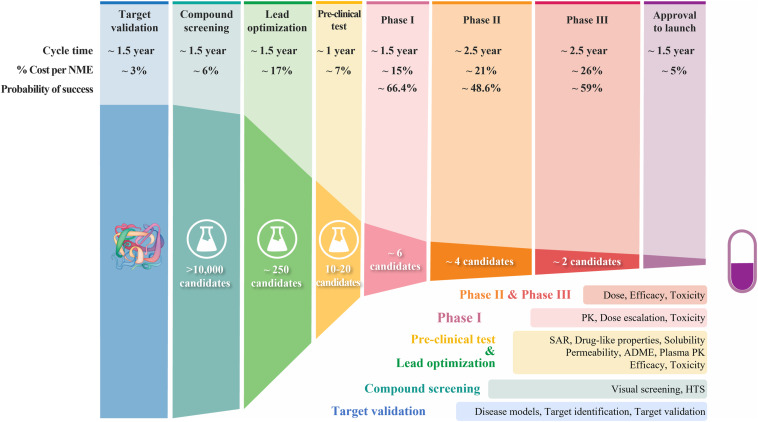 Target validation
Compound screening
Lead optimization
Pre-clinical test
Phase I
Phase II
Phase III
Approval to launch
Cycle time ~ 1.5 year ~ 1.5 year ~ 1.5 year ~ 1 year ~ 1.5 year ~ 2.5 year ~ 2.5 year ~ 1.5 year
% Cost per NME ~ 3% ~ 6% ~ 17% ~ 7% ~ 15% ~ 21% ~ 26% ~ 5%
Probability of success ~ 66.4% ~ 48.6% ~ 59%
>10,000
candidates
~ 250
candidates
10-20
candidates
~ 6
candidates
~ 4 candidates
~ 2 candidates
Phase II & Phase III
Dose, Efficacy, Toxicity
Phase I
PK, Dose escalation, Toxicity
Pre-clinical test
&
Lead optimization
SAR, Drug-like properties, Solubility
Permeability, ADME, Plasma PK
Efficacy, Toxicity
Compound screening
Visual screening, HTS
Target validation
Disease models, Target identification, Target validation